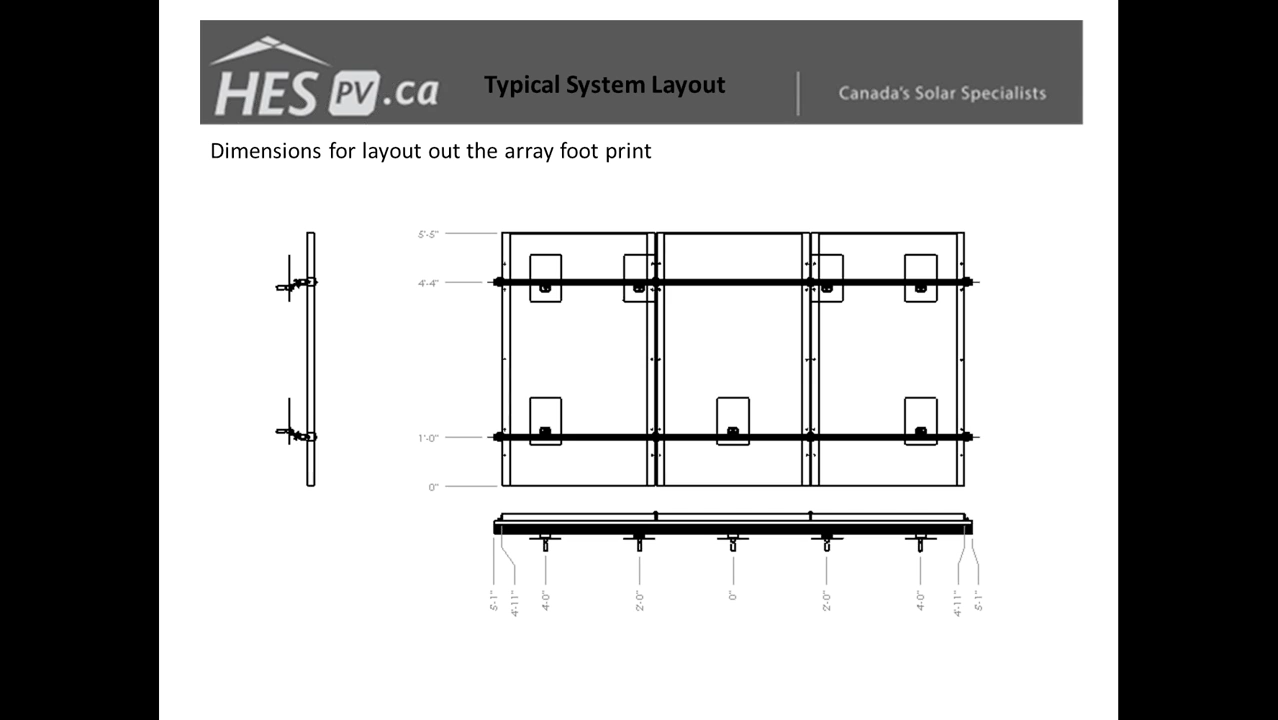 HES PV.ca
Typical System Layout
Canada's Solar Specialists
Dimensions for layout out the array foot print
5'-5"
4'-4"
1'-0"
0"
5'-1" 4'-11" 4'-0" 2'-0" 0" 2'-0" 4'-0" 4'-11" 5'-1"